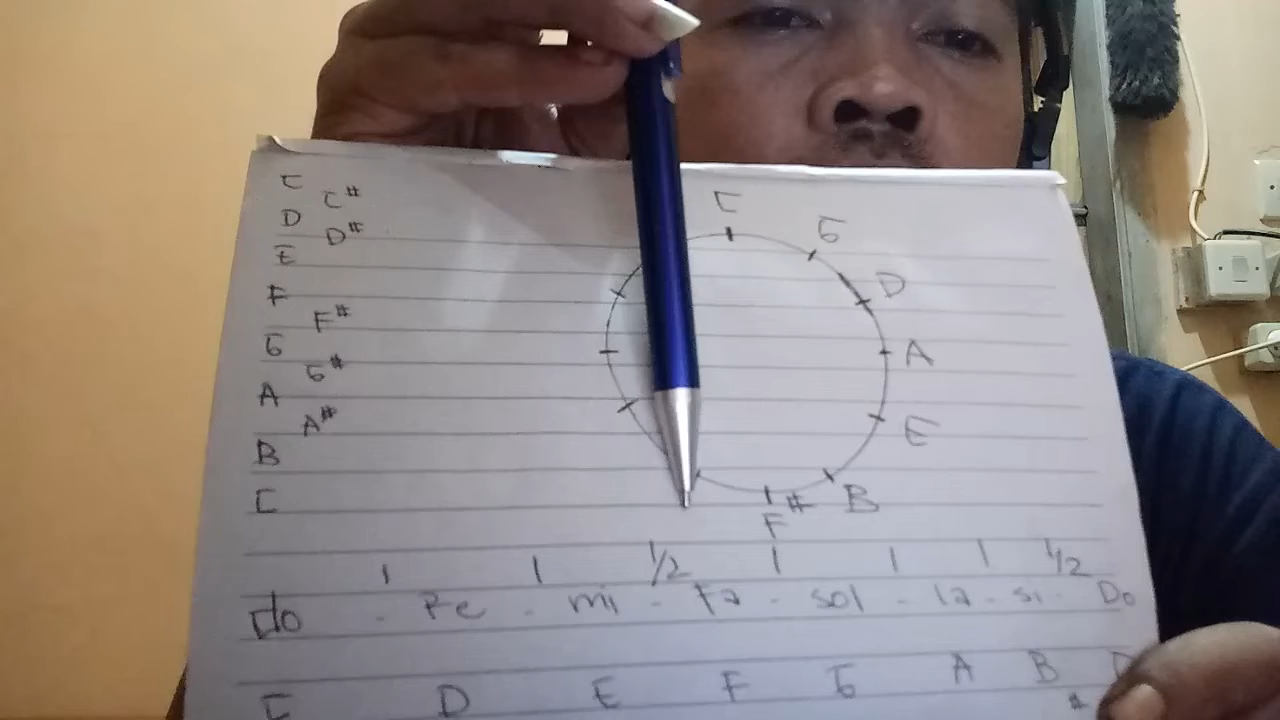 C
C#
D
D#
E
F
F#
G
G#
A
A#
B
C
C
G
D
A
E
B
F#
1 1 1/2 1 1 1 1/2
do . Re . mi . Fa . sol . la . si . Do
C D E F G A B
#